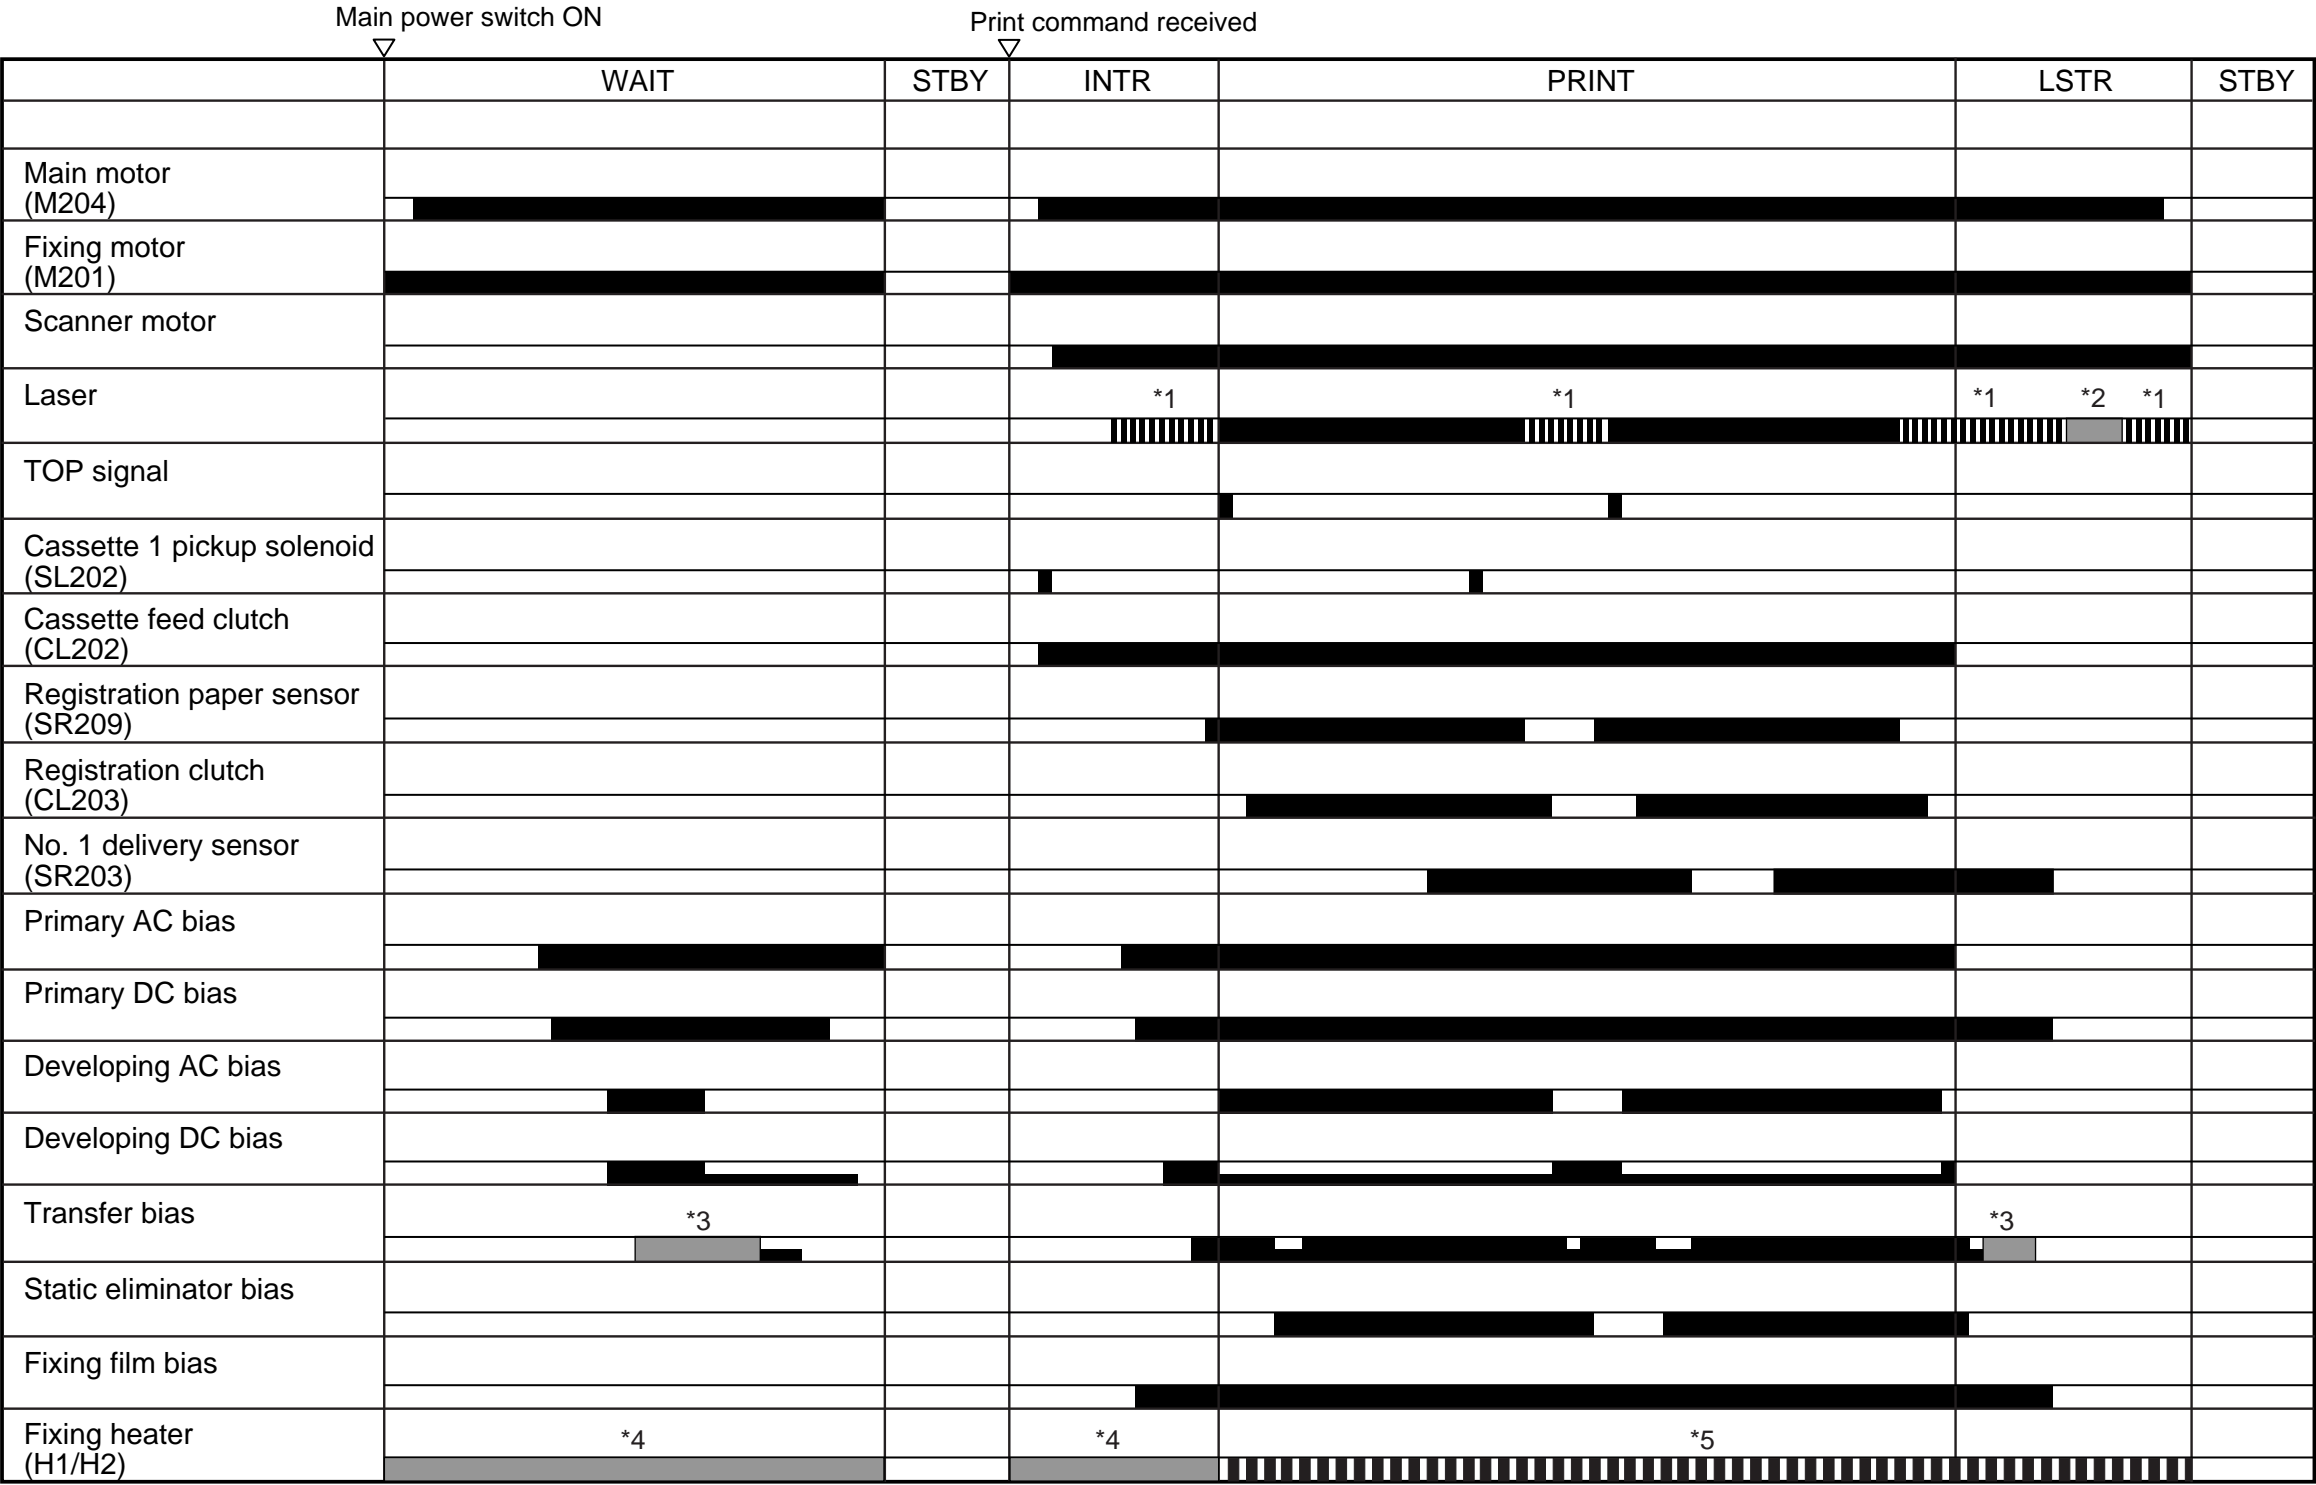 Main power switch ON
Print command received
WAIT STBY INTR PRINT LSTR STBY
Main motor
(M204)
Fixing motor
(M201)
Scanner motor
Laser *1 *1 *1 *2 *1
TOP signal
Cassette 1 pickup solenoid
(SL202)
Cassette feed clutch
(CL202)
Registration paper sensor
(SR209)
Registration clutch
(CL203)
No. 1 delivery sensor
(SR203)
Primary AC bias
Primary DC bias
Developing AC bias
Developing DC bias
Transfer bias *3 *3
Static eliminator bias
Fixing film bias
Fixing heater *4 *4 *5
(H1/H2)